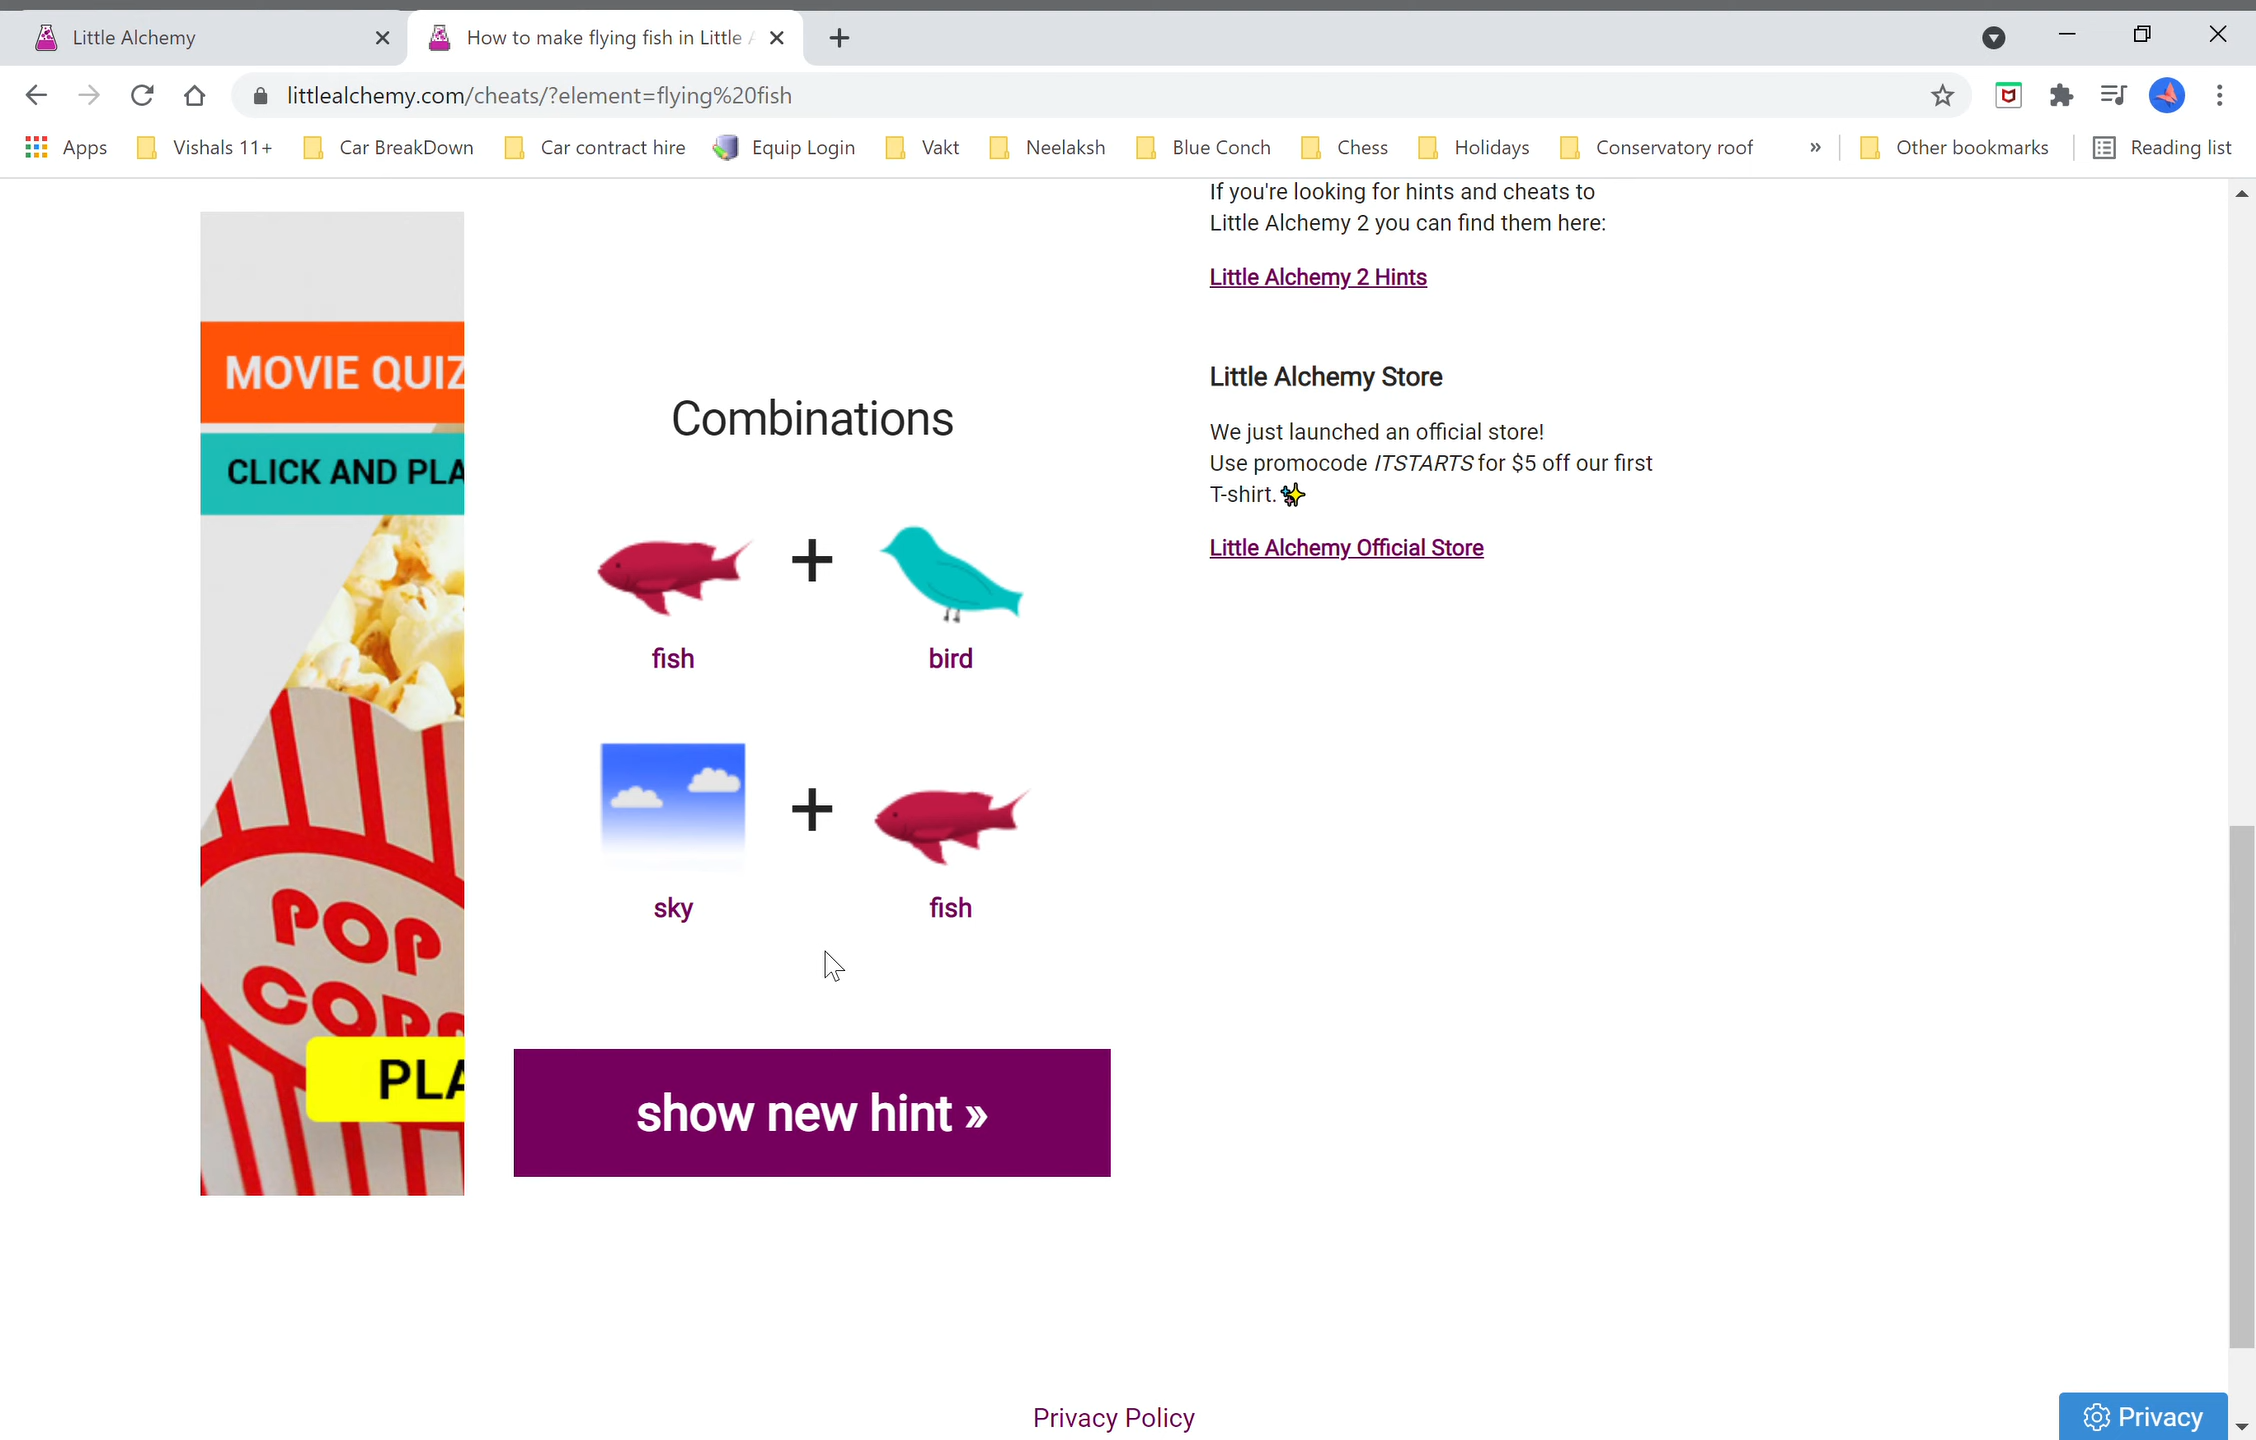 Little Alchemy
How to make flying fish in Little A
littlealchemy.com/cheats/?element=flying%20fish
Apps
Vishals 11+
Car BreakDown
Car contract hire
Equip Login
Vakt
Neelaksh
Blue Conch
Chess
Holidays
Conservatory roof
»
Other bookmarks
Reading list
MOVIE QUIZ
CLICK AND PLA
POP
CORN
PLA
Combinations
fish
+
bird
sky
+
fish
show new hint »
If you're looking for hints and cheats to
Little Alchemy 2 you can find them here:
Little Alchemy 2 Hints
Little Alchemy Store
We just launched an official store!
Use promocode ITSTARTS for $5 off our first
T-shirt. ✨
Little Alchemy Official Store
Privacy Policy
Privacy